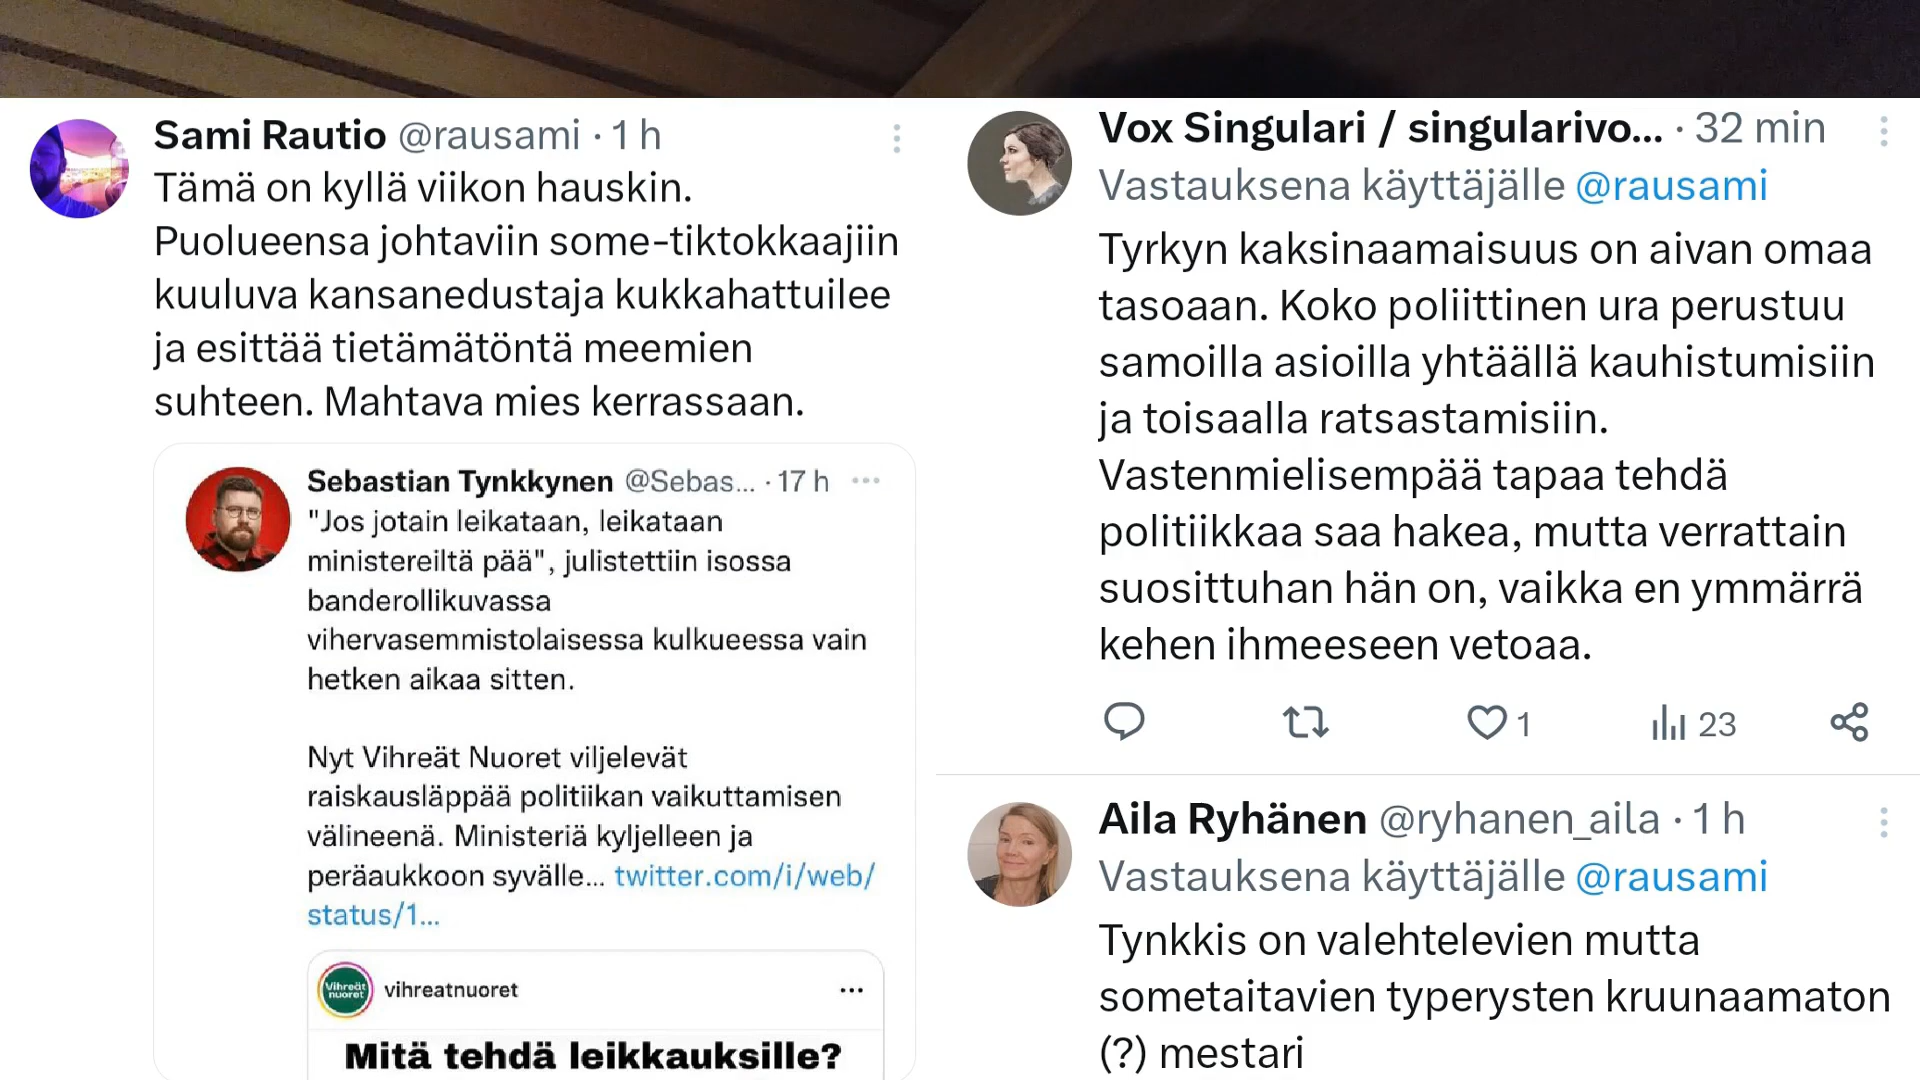 Sami Rautio @rausami · 1 h
Tämä on kyllä viikon hauskin.
Puolueensa johtaviin some-tiktokkaajiin
kuuluva kansanedustaja kukkahattuilee
ja esittää tietämätöntä meemien
suhteen. Mahtava mies kerrassaan.
Sebastian Tynkkynen @Sebas... · 17 h
"Jos jotain leikataan, leikataan
ministereiltä pää", julistettiin isossa
banderollikuvassa
vihervasemmistolaisessa kulkueessa vain
hetken aikaa sitten.
Nyt Vihreät Nuoret viljelevät
raiskausläppää politiikan vaikuttamisen
välineenä. Ministeriä kyljelleen ja
peräaukkoon syvälle... twitter.com/i/web/
status/1...
Vihreät
nuoret
vihreatnuoret
Mitä tehdä leikkauksille?
Vox Singulari / singularivo... · 32 min
Vastauksena käyttäjälle @rausami
Tyrkyn kaksinaamaisuus on aivan omaa
tasoaan. Koko poliittinen ura perustuu
samoilla asioilla yhtäällä kauhistumisiin
ja toisaalla ratsastamisiin.
Vastenmielisempää tapaa tehdä
politiikkaa saa hakea, mutta verrattain
suosittuhan hän on, vaikka en ymmärrä
kehen ihmeeseen vetoaa.
1 23
Aila Ryhänen @ryhanen_aila · 1 h
Vastauksena käyttäjälle @rausami
Tynkkis on valehtelevien mutta
sometaitavien typerysten kruunaamaton
(?) mestari